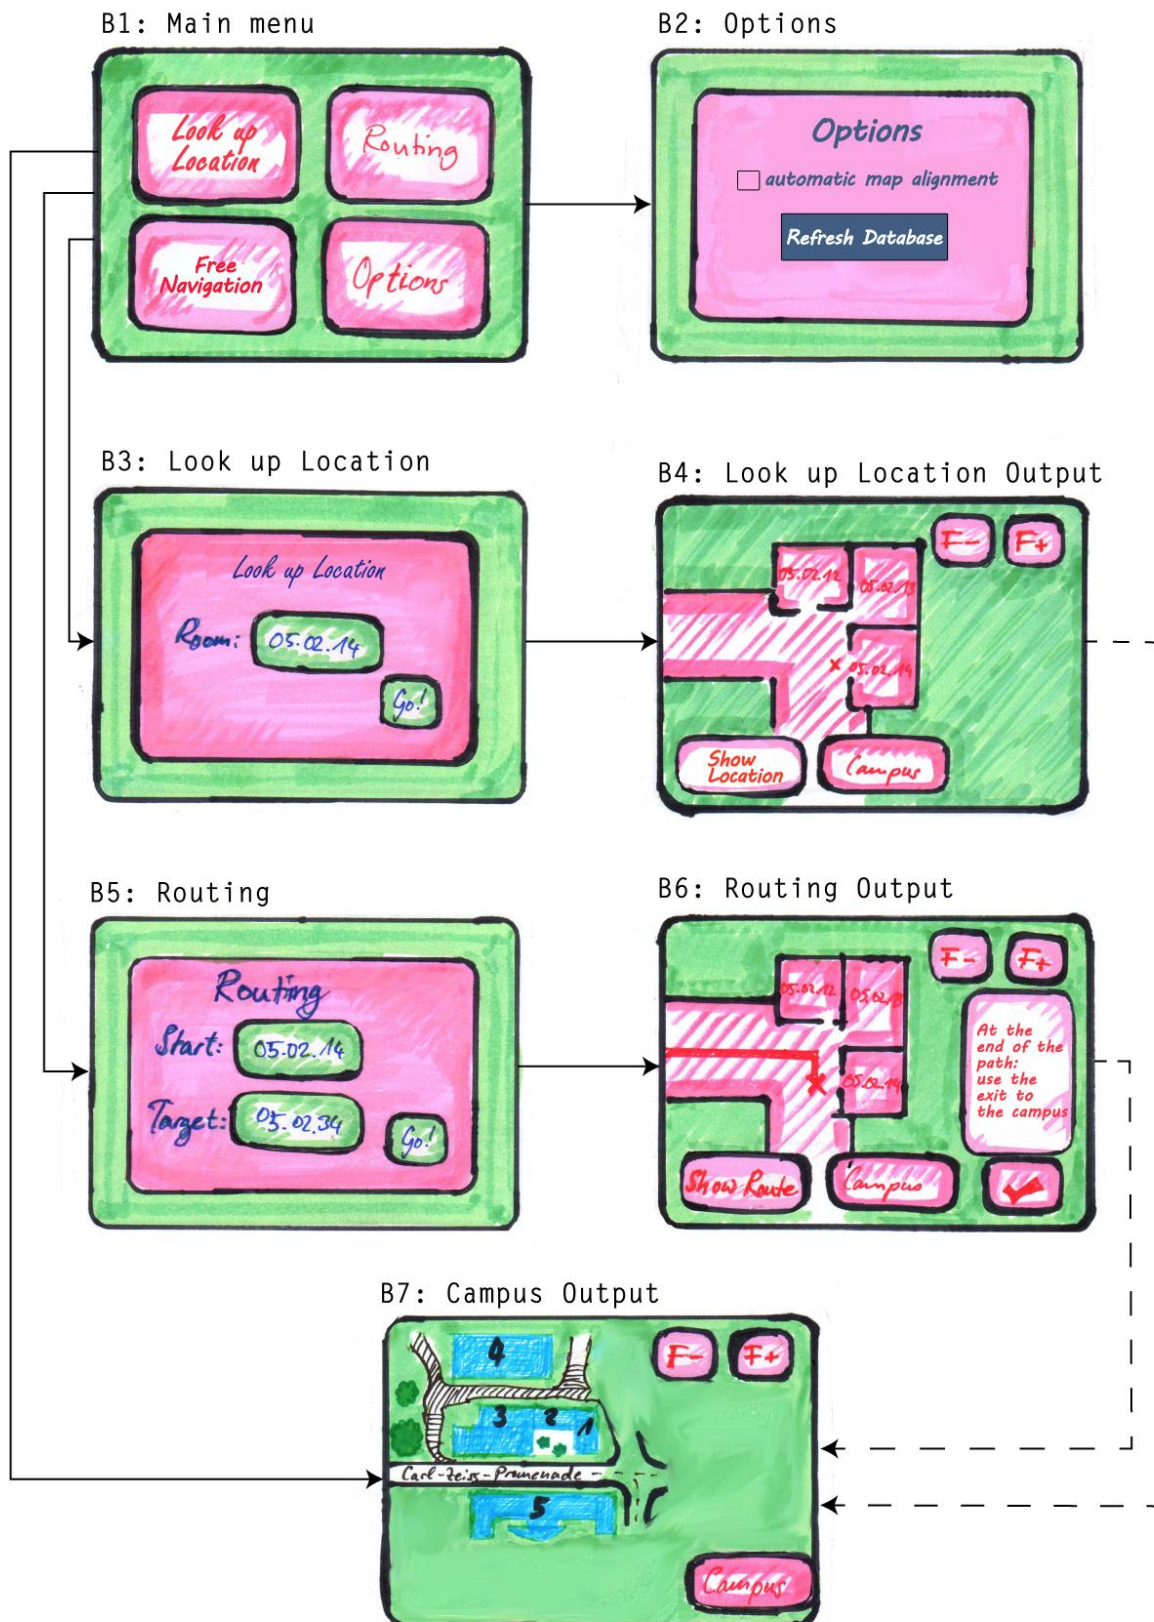 B1: Main menu
Look up
Location
Routing
Free
Navigation
Options
B2: Options
Options
automatic map alignment
Refresh Database
B3: Look up Location
Look up Location
Room: 05.02.14
Go!
B4: Look up Location Output
F- F+
05.02.12 05.02.13
05.02.14
Show
Location
Campus
B5: Routing
Routing
Start: 05.02.14
Target: 05.02.34
Go!
B6: Routing Output
F- F+
05.02.12 05.02.13
05.02.14
At the
end of the
path:
use the
exit to
the campus
Show Route
Campus
B7: Campus Output
F- F+
4
3 2 1
Carl-Zeiss-Promenade
5
Campus